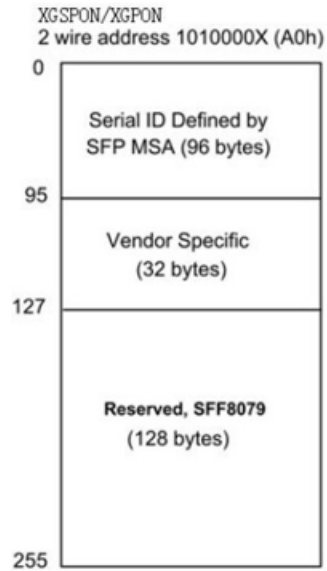 XGSPON/XGPON
2 wire address 1010000X (A0h)
0
Serial ID Defined by
SFP MSA (96 bytes)
95
Vendor Specific
(32 bytes)
127
Reserved, SFF8079
(128 bytes)
255